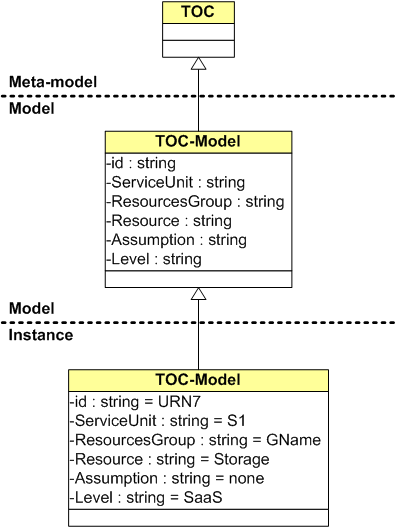 TOC
Meta-model
Model
TOC-Model
-id : string
-ServiceUnit : string
-ResourcesGroup : string
-Resource : string
-Assumption : string
-Level : string
Model
Instance
TOC-Model
-id : string = URN7
-ServiceUnit : string = S1
-ResourcesGroup : string = GName
-Resource : string = Storage
-Assumption : string = none
-Level : string = SaaS